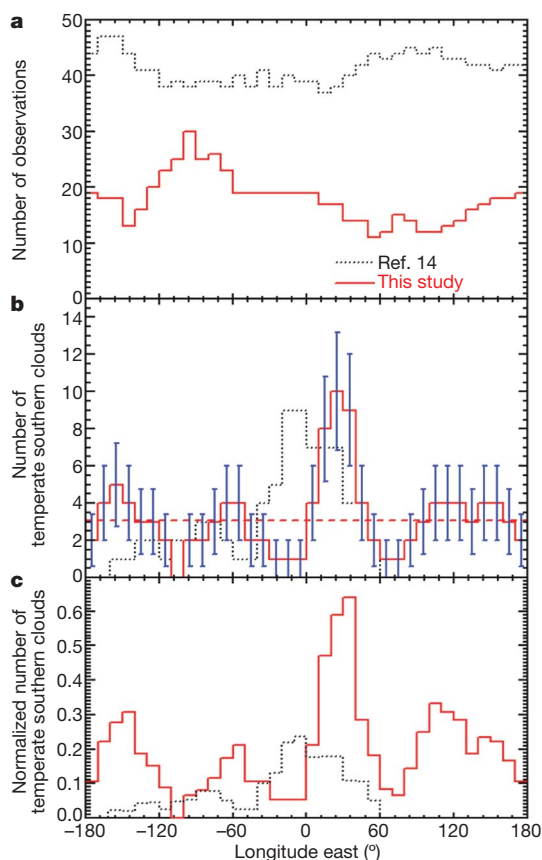 a
50
40
30
20
10
0
Number of observations
Ref. 14
This study
b
14
12
10
8
6
4
2
0
Number of
temperate southern clouds
c
0.6
0.5
0.3
0.2
0.1
0.0
Normalized number of
temperate southern clouds
–180 –120 –60 0 60 120 180
Longitude east (º)